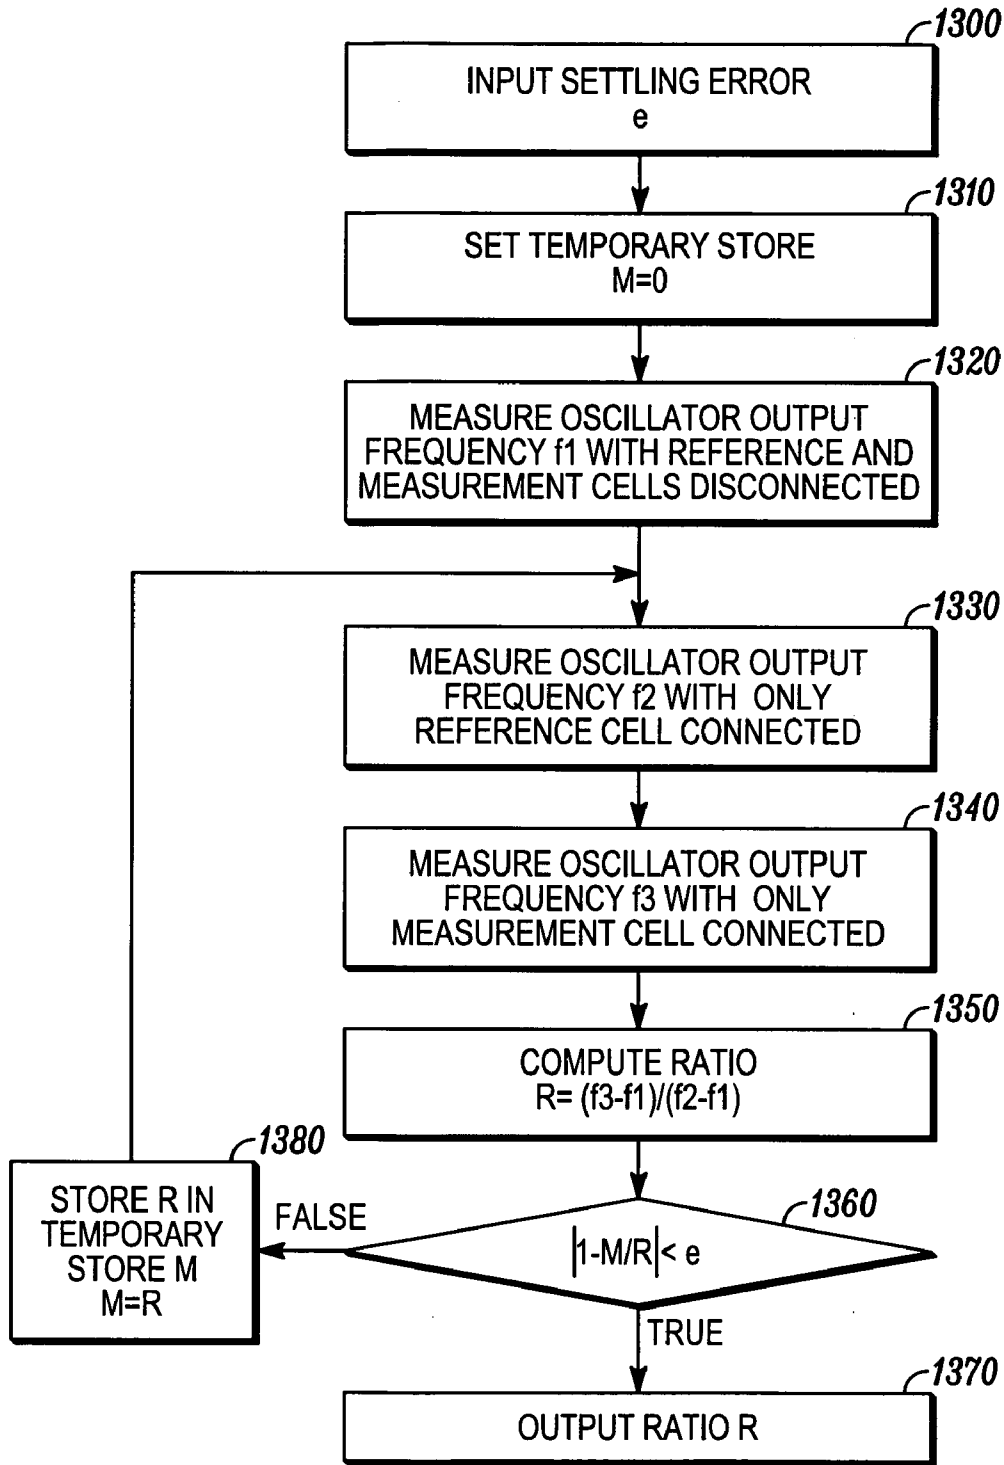 1300
INPUT SETTLING ERROR
e
1310
SET TEMPORARY STORE
M=0
1320
MEASURE OSCILLATOR OUTPUT
FREQUENCY f1 WITH REFERENCE AND
MEASUREMENT CELLS DISCONNECTED
1330
MEASURE OSCILLATOR OUTPUT
FREQUENCY f2 WITH ONLY
REFERENCE CELL CONNECTED
1340
MEASURE OSCILLATOR OUTPUT
FREQUENCY f3 WITH ONLY
MEASUREMENT CELL CONNECTED
1350
COMPUTE RATIO
R= (f3-f1)/(f2-f1)
1380
STORE R IN
TEMPORARY
STORE M
M=R
FALSE
1360
|1-M/R|< e
TRUE
1370
OUTPUT RATIO R